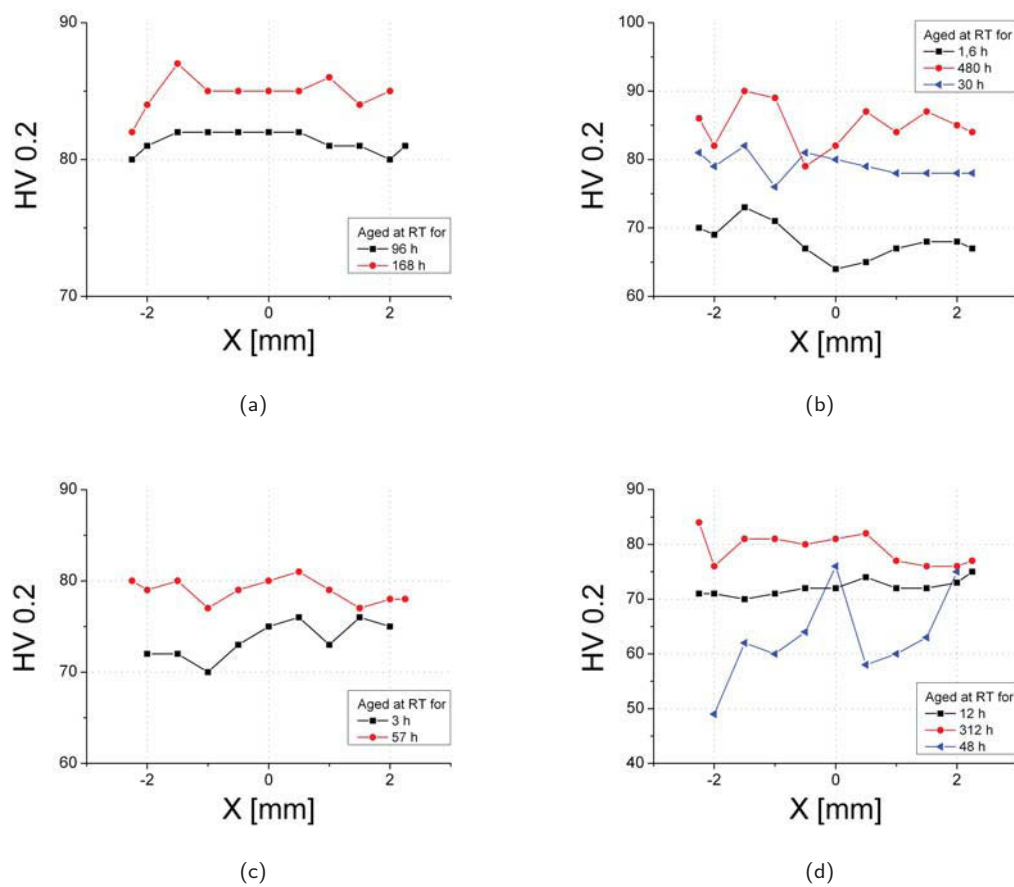 90
80
70
HV 0.2
-2 0 2
X [mm]
Aged at RT for
96 h
168 h
(a)
100
90
80
70
60
HV 0.2
-2 0 2
X [mm]
Aged at RT for
1,6 h
480 h
30 h
(b)
90
80
70
60
HV 0.2
-2 0 2
X [mm]
Aged at RT for
3 h
57 h
(c)
90
80
70
60
50
40
HV 0.2
-2 0 2
X [mm]
Aged at RT for
12 h
312 h
48 h
(d)